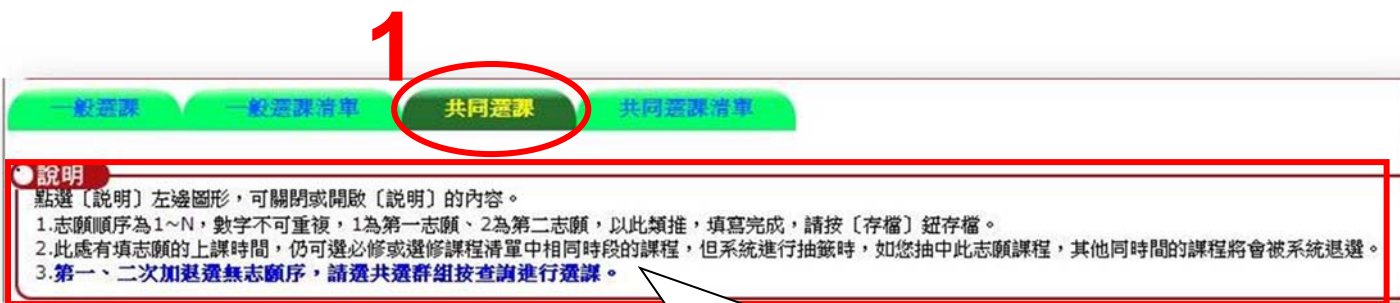 1
一般選課 一般選課清單 共同選課 共同選課清單
說明
點選〔說明〕左邊圖形，可關閉或開啟〔說明〕的內容。
1.志願順序為1~N，數字不可重複，1為第一志願、2為第二志願，以此類推，填寫完成，請按〔存檔〕鈕存檔。
2.此處有填志願的上課時間，仍可選必修或選修課程清單中相同時段的課程，但系統進行抽籤時，如您抽中此志願課程，其他同時間的課程將會被系統退選。
3.第一、二次加退選無志願序，請選共選群組按查詢進行選課。